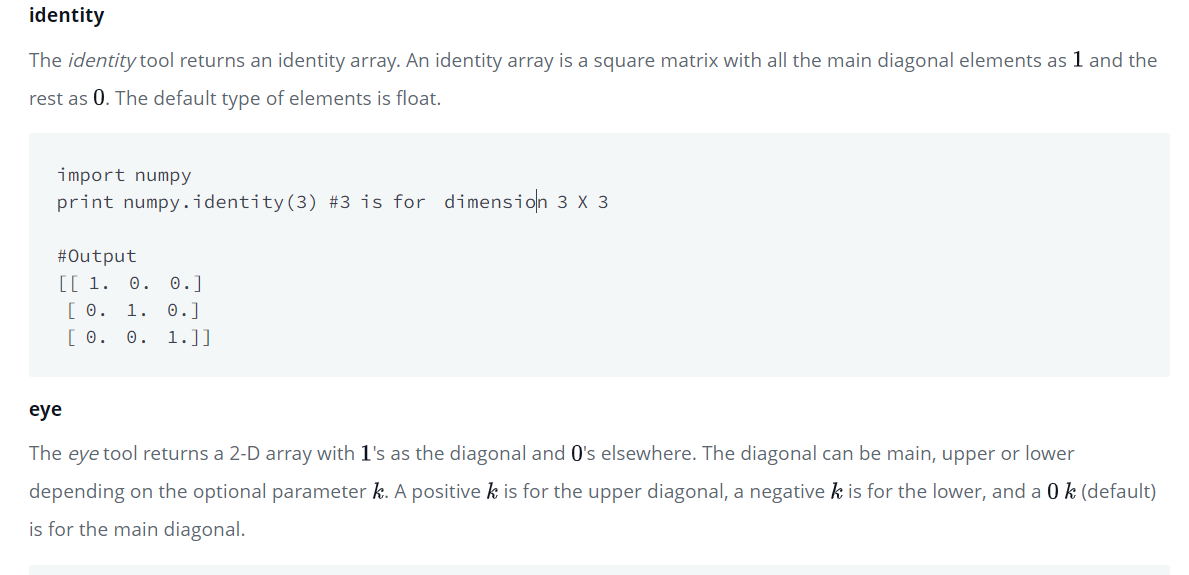 identity
The identity tool returns an identity array. An identity array is a square matrix with all the main diagonal elements as 1 and the
rest as 0. The default type of elements is float.
import numpy
print numpy.identity(3) #3 is for  dimension 3 X 3
#Output
[[ 1.  0.  0.]
 [ 0.  1.  0.]
 [ 0.  0.  1.]]
eye
The eye tool returns a 2-D array with 1's as the diagonal and 0's elsewhere. The diagonal can be main, upper or lower
depending on the optional parameter k. A positive k is for the upper diagonal, a negative k is for the lower, and a 0 k (default)
is for the main diagonal.